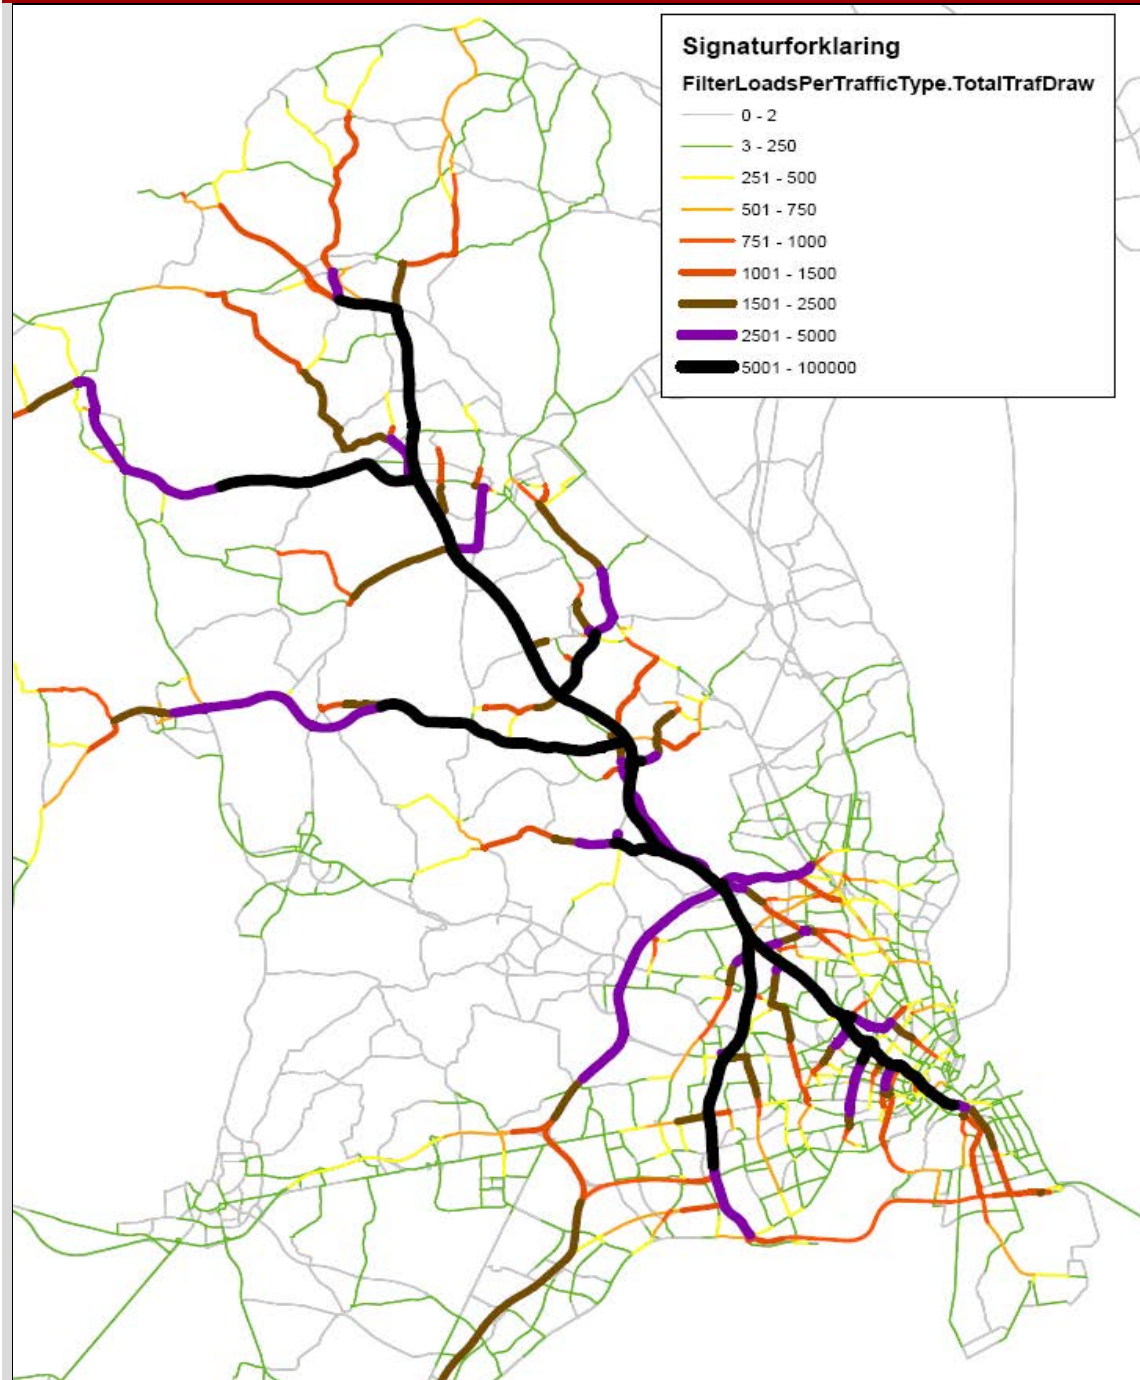 Signaturforklaring
FilterLoadsPerTrafficType.TotalTrafDraw
0 - 2
3 - 250
251 - 500
501 - 750
751 - 1000
1001 - 1500
1501 - 2500
2501 - 5000
5001 - 100000